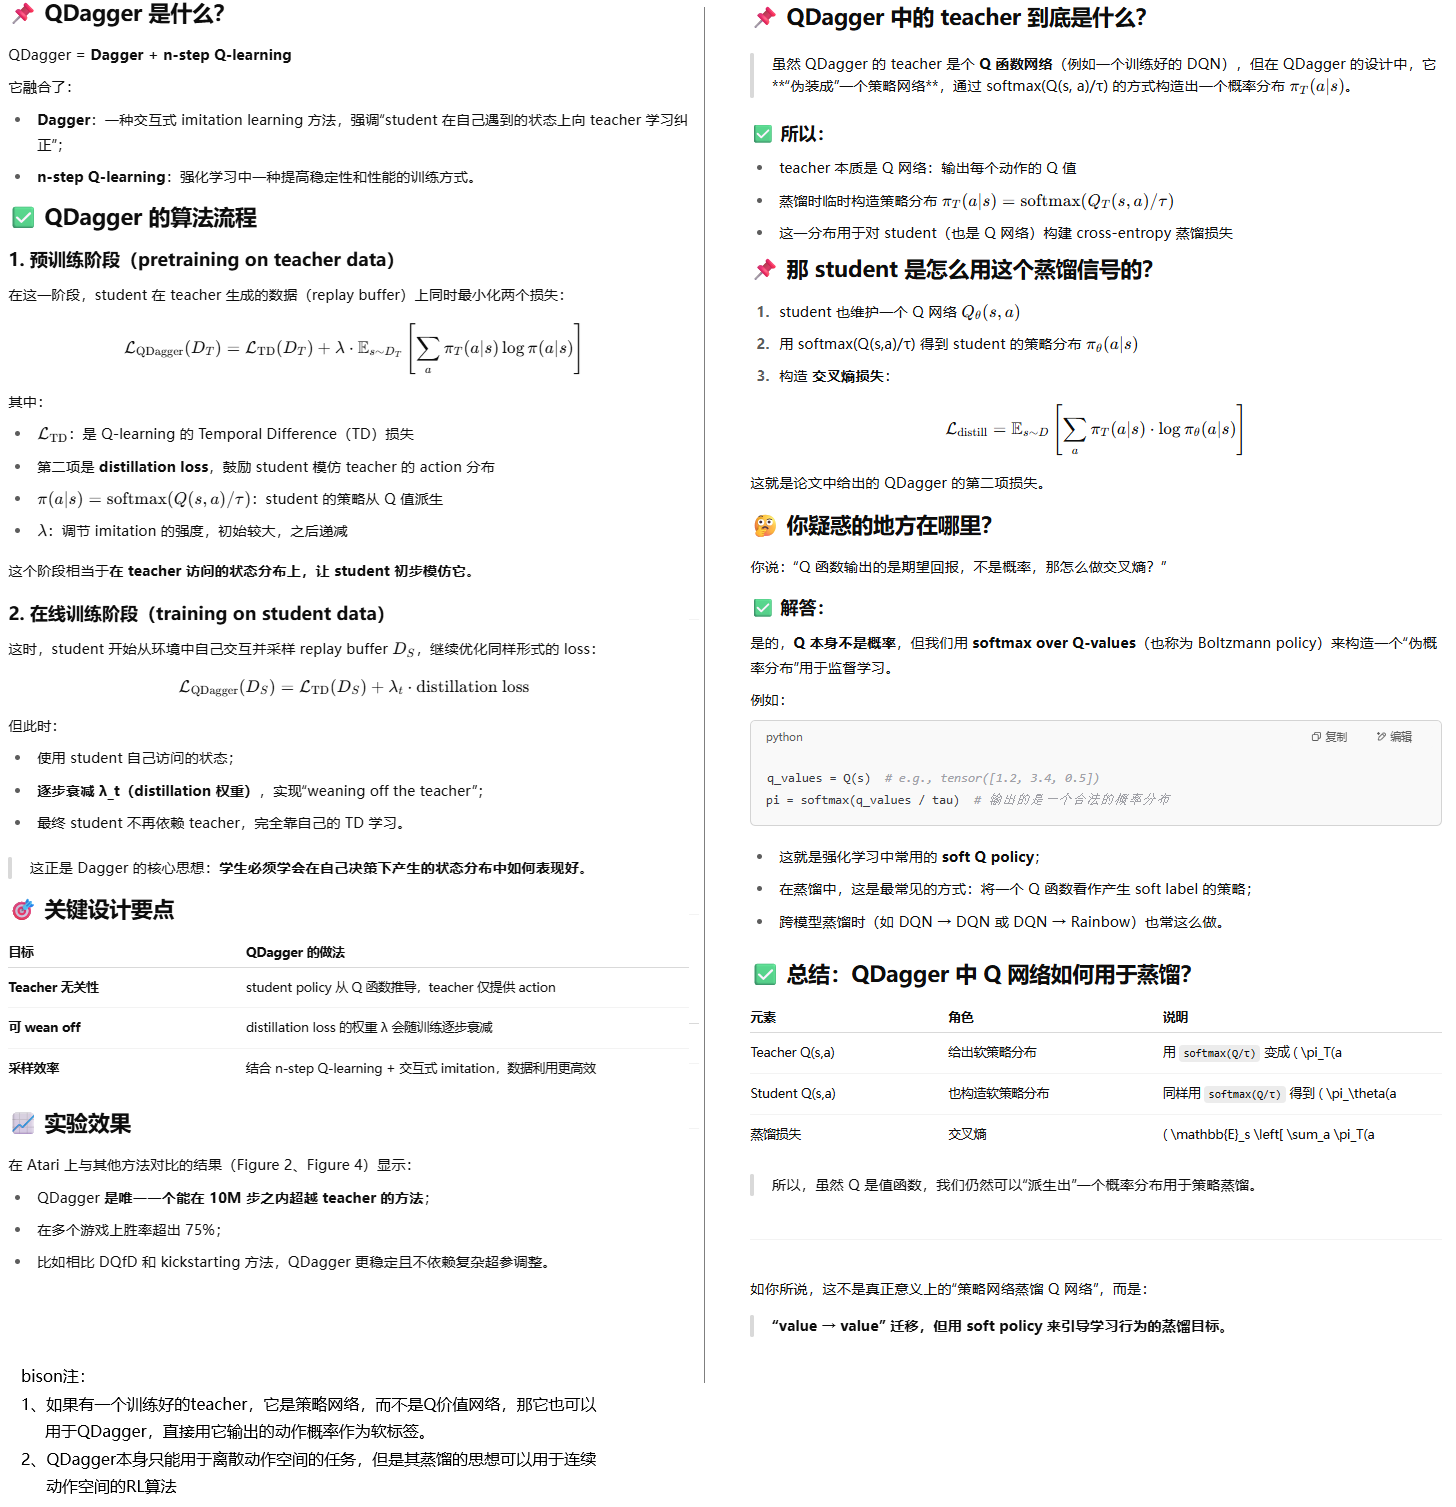 📌 QDagger 是什么？
QDagger = Dagger + n-step Q-learning
它融合了：
• Dagger：一种交互式 imitation learning 方法，强调“student 在自己遇到的状态上向 teacher 学习纠
正”；
• n-step Q-learning：强化学习中一种提高稳定性和性能的训练方式。
✅ QDagger 的算法流程
1. 预训练阶段（pretraining on teacher data）
在这一阶段，student 在 teacher 生成的数据（replay buffer）上同时最小化两个损失：
ℒ_QDagger(D_T) = ℒ_TD(D_T) + λ · 𝔼_{s∼D_T} [∑_a π_T(a|s) log π(a|s)]
其中：
• ℒ_TD：是 Q-learning 的 Temporal Difference（TD）损失
• 第二项是 distillation loss，鼓励 student 模仿 teacher 的 action 分布
• π(a|s) = softmax(Q(s, a)/τ)：student 的策略从 Q 值派生
• λ：调节 imitation 的强度，初始较大，之后递减
这个阶段相当于在 teacher 访问的状态分布上，让 student 初步模仿它。
2. 在线训练阶段（training on student data）
这时，student 开始从环境中自己交互并采样 replay buffer D_S，继续优化同样形式的 loss：
ℒ_QDagger(D_S) = ℒ_TD(D_S) + λ_t · distillation loss
但此时：
• 使用 student 自己访问的状态；
• 逐步衰减 λ_t（distillation 权重），实现“weaning off the teacher”；
• 最终 student 不再依赖 teacher，完全靠自己的 TD 学习。
这正是 Dagger 的核心思想：学生必须学会在自己决策下产生的状态分布中如何表现好。
🎯 关键设计要点
目标 QDagger 的做法
Teacher 无关性 student policy 从 Q 函数推导，teacher 仅提供 action
可 wean off distillation loss 的权重 λ 会随训练逐步衰减
采样效率 结合 n-step Q-learning + 交互式 imitation，数据利用更高效
📈 实验效果
在 Atari 上与其他方法对比的结果（Figure 2、Figure 4）显示：
• QDagger 是唯一一个能在 10M 步之内超越 teacher 的方法；
• 在多个游戏上胜率超出 75%；
• 比如相比 DQfD 和 kickstarting 方法，QDagger 更稳定且不依赖复杂超参调整。
bison注：
1、如果有一个训练好的teacher，它是策略网络，而不是Q价值网络，那它也可以
用于QDagger，直接用它输出的动作概率作为软标签。
2、QDagger本身只能用于离散动作空间的任务，但是其蒸馏的思想可以用于连续
动作空间的RL算法
📌 QDagger 中的 teacher 到底是什么？
虽然 QDagger 的 teacher 是个 Q 函数网络（例如一个训练好的 DQN），但在 QDagger 的设计中，它
**“伪装成”一个策略网络**，通过 softmax(Q(s, a)/τ) 的方式构造出一个概率分布 π_T(a|s)。
✅ 所以：
• teacher 本质是 Q 网络：输出每个动作的 Q 值
• 蒸馏时临时构造策略分布 π_T(a|s) = softmax(Q_T(s, a)/τ)
• 这一分布用于对 student（也是 Q 网络）构建 cross-entropy 蒸馏损失
📌 那 student 是怎么用这个蒸馏信号的？
1. student 也维护一个 Q 网络 Q_θ(s, a)
2. 用 softmax(Q(s,a)/τ) 得到 student 的策略分布 π_θ(a|s)
3. 构造 交叉熵损失：
ℒ_distill = 𝔼_{s∼D} [∑_a π_T(a|s) · log π_θ(a|s)]
这就是论文中给出的 QDagger 的第二项损失。
🤔 你疑惑的地方在哪里？
你说：“Q 函数输出的是期望回报，不是概率，那怎么做交叉熵？”
✅ 解答：
是的，Q 本身不是概率，但我们用 softmax over Q-values（也称为 Boltzmann policy）来构造一个“伪概
率分布”用于监督学习。
例如：
python 复制 编辑
q_values = Q(s)  # e.g., tensor([1.2, 3.4, 0.5])
pi = softmax(q_values / tau)  # 输出的是一个合法的概率分布
• 这就是强化学习中常用的 soft Q policy；
• 在蒸馏中，这是最常见的方式：将一个 Q 函数看作产生 soft label 的策略；
• 跨模型蒸馏时（如 DQN → DQN 或 DQN → Rainbow）也常这么做。
✅ 总结：QDagger 中 Q 网络如何用于蒸馏？
元素 角色 说明
Teacher Q(s,a) 给出软策略分布 用 softmax(Q/τ) 变成 ( \pi_T(a
Student Q(s,a) 也构造软策略分布 同样用 softmax(Q/τ) 得到 ( \pi_\theta(a
蒸馏损失 交叉熵 ( \mathbb{E}_s \left[ \sum_a \pi_T(a
所以，虽然 Q 是值函数，我们仍然可以“派生出”一个概率分布用于策略蒸馏。
如你所说，这不是真正意义上的“策略网络蒸馏 Q 网络”，而是：
“value → value” 迁移，但用 soft policy 来引导学习行为的蒸馏目标。